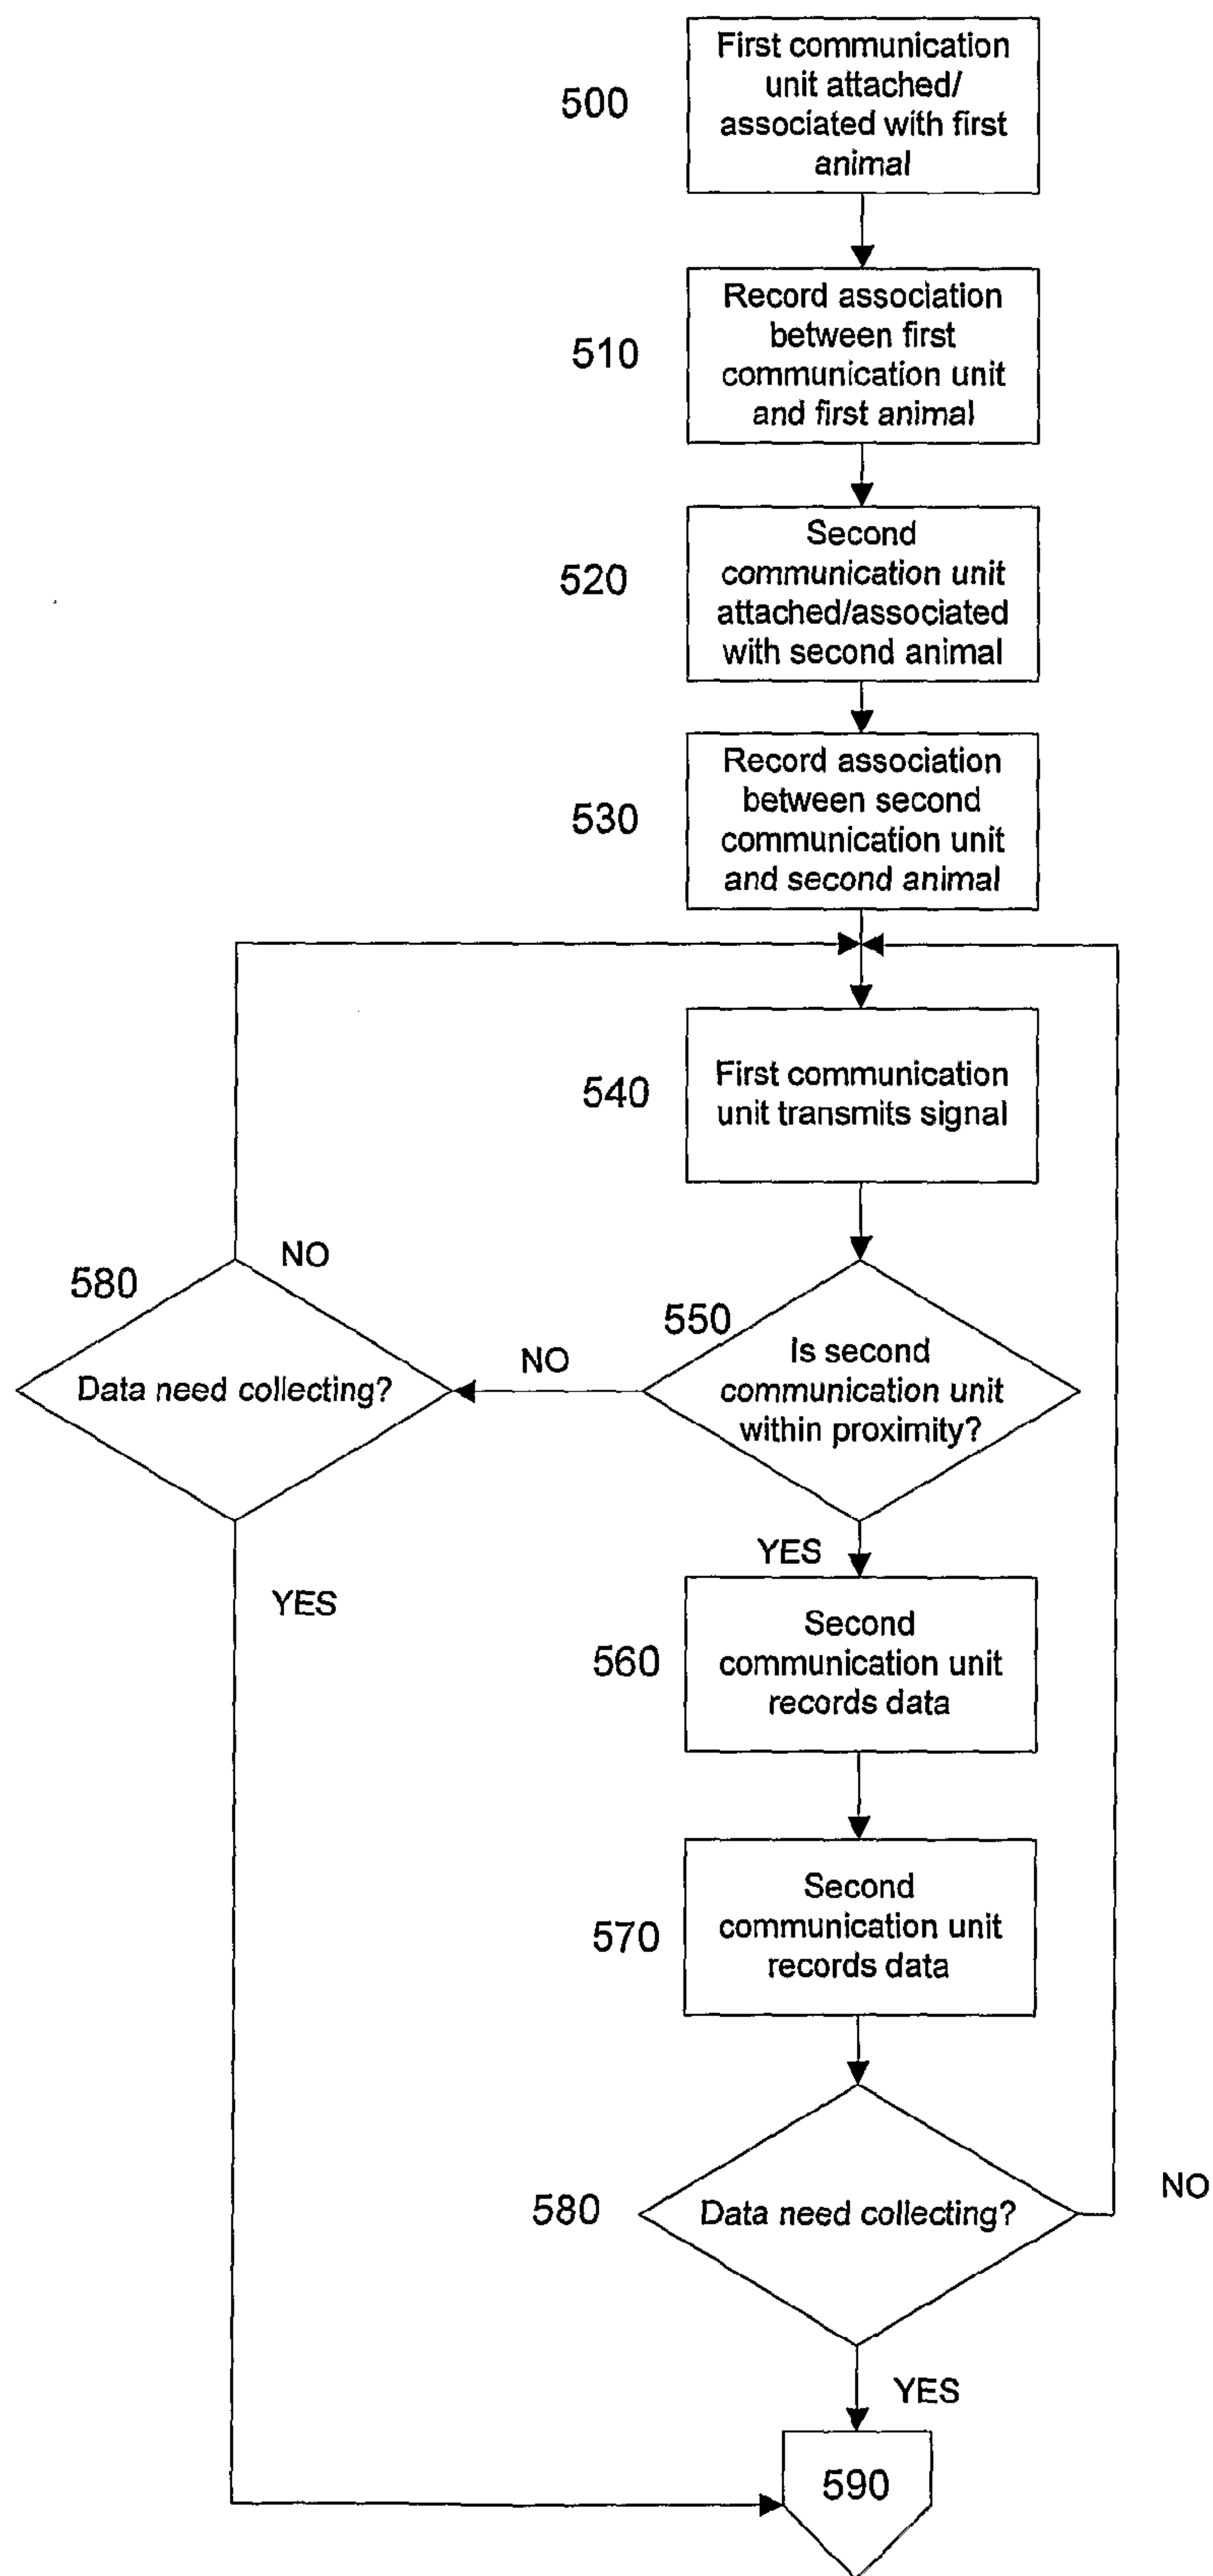 First communication
unit attached/
associated with first
animal
500
Record association
between first
communication unit
and first animal
510
Second
communication unit
attached/associated
with second animal
520
Record association
between second
communication unit
and second animal
530
First communication
unit transmits signal
540
NO
580
Data need collecting?
NO
550
Is second
communication unit
within proximity?
YES
YES
Second
communication unit
records data
560
Second
communication unit
records data
570
580
Data need collecting?
NO
YES
590